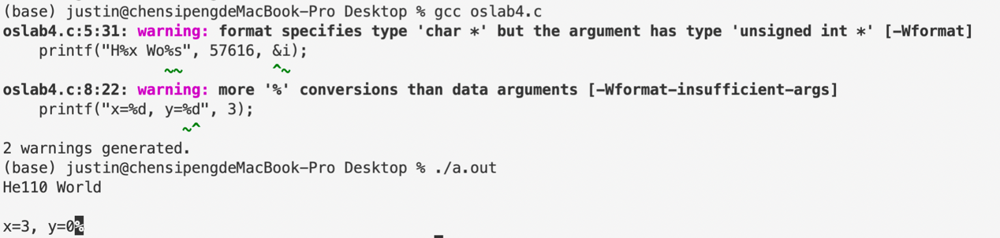 (base) justin@chensipengdeMacBook-Pro Desktop % gcc oslab4.c
oslab4.c:5:31: warning: format specifies type 'char *' but the argument has type 'unsigned int *' [-Wformat]
    printf("H%x Wo%s", 57616, &i);
                  ~~          ^~
oslab4.c:8:22: warning: more '%' conversions than data arguments [-Wformat-insufficient-args]
    printf("x=%d, y=%d", 3);
                    ~^
2 warnings generated.
(base) justin@chensipengdeMacBook-Pro Desktop % ./a.out
He110 World
x=3, y=0%